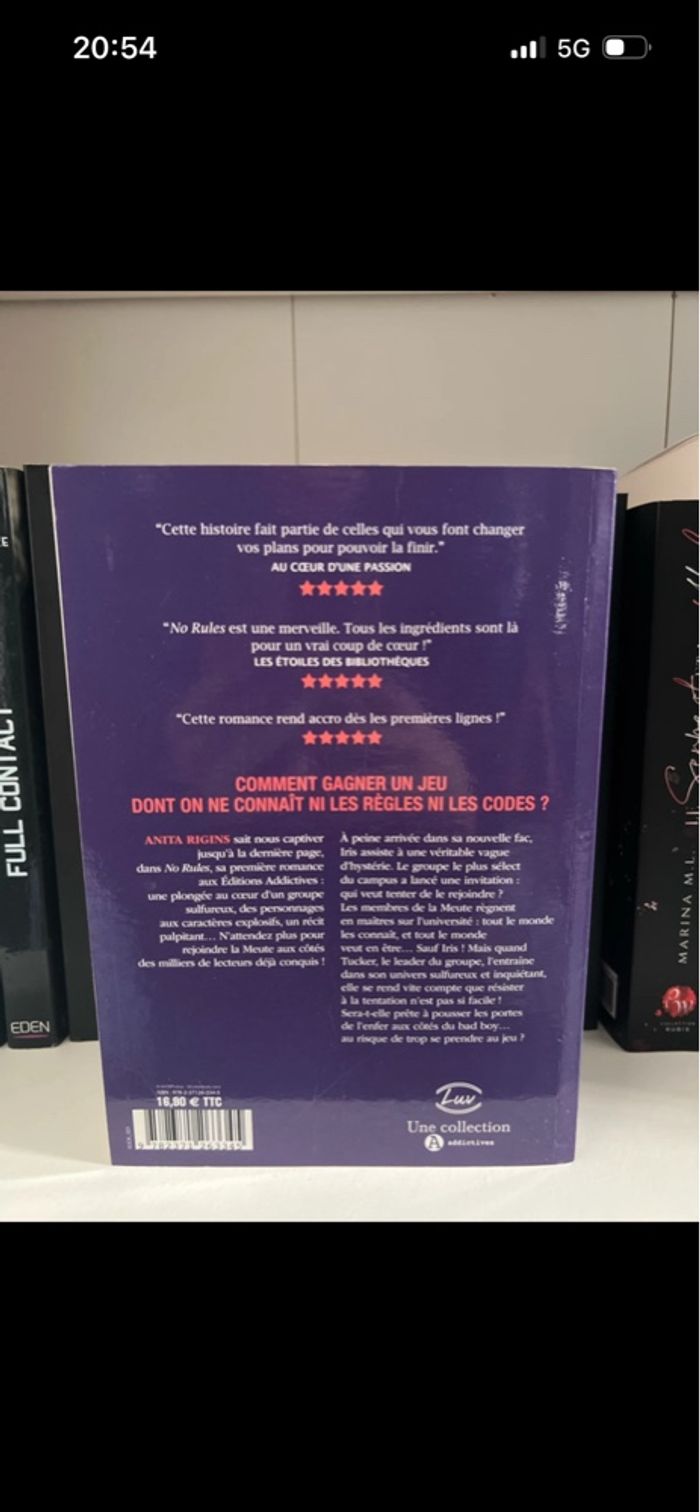 20:54
5G
"Cette histoire fait partie de celles qui vous font changer
vos plans pour pouvoir la finir."
AU CŒUR D'UNE PASSION
"No Rules est une merveille. Tous les ingrédients sont là
pour un vrai coup de cœur !"
LES ÉTOILES DES BIBLIOTHÈQUES
"Cette romance rend accro dès les premières lignes !"
COMMENT GAGNER UN JEU
DONT ON NE CONNAÎT NI LES RÈGLES NI LES CODES ?
ANITA RIGINS sait nous captiver
jusqu'à la dernière page,
dans No Rules, sa première romance
aux Éditions Addictives :
une plongée au cœur d'un groupe
sulfureux, des personnages
aux caractères explosifs, un récit
palpitant... N'attendez plus pour
rejoindre la Meute aux côtés
des milliers de lecteurs déjà conquis !
À peine arrivée dans sa nouvelle fac,
Iris assiste à une véritable vague
d'hystérie. Le groupe le plus sélect
du campus a lancé une invitation :
qui veut tenter de le rejoindre ?
Les membres de la Meute règnent
en maîtres sur l'université : tout le monde
les connaît, et tout le monde
veut en être... Sauf Iris ! Mais quand
Tucker, le leader du groupe, l'entraîne
dans son univers sulfureux et inquiétant,
elle se rend vite compte que résister
à la tentation n'est pas si facile !
Sera-t-elle prête à pousser les portes
de l'enfer aux côtés du bad boy...
au risque de trop se prendre au jeu ?
16,90 € TTC
9 782371 263345
Luv
Une collection
A addictives
FULL CONTACT
EDEN
MARINA M.L.
COLLECTION
RUBIS